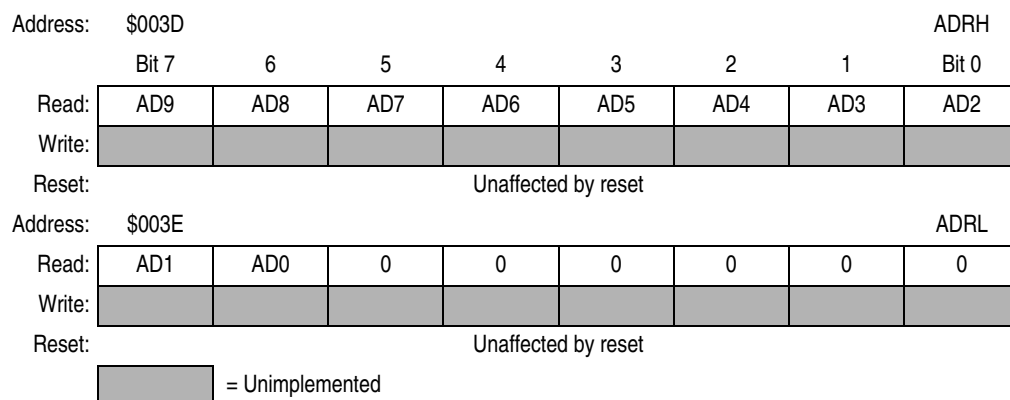 Address: $003D ADRH
Bit 7 6 5 4 3 2 1 Bit 0
Read: AD9 AD8 AD7 AD6 AD5 AD4 AD3 AD2
Write:
Reset: Unaffected by reset
Address: $003E ADRL
Read: AD1 AD0 0 0 0 0 0 0
Write:
Reset: Unaffected by reset
= Unimplemented